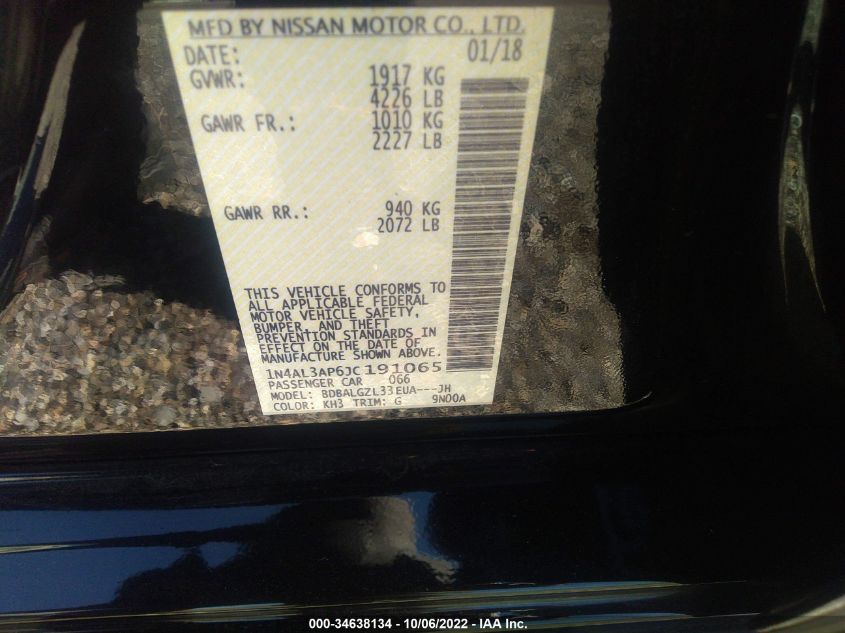 MFD BY NISSAN MOTOR CO., LTD.
DATE: 01/18
GVWR: 1917 KG
4226 LB
GAWR FR.: 1010 KG
2227 LB
GAWR RR.: 940 KG
2072 LB
THIS VEHICLE CONFORMS TO
ALL APPLICABLE FEDERAL
MOTOR VEHICLE SAFETY,
BUMPER, AND THEFT
PREVENTION STANDARDS IN
EFFECT ON THE DATE OF
MANUFACTURE SHOWN ABOVE.
1N4AL3AP6JC191065
PASSENGER CAR 066
MODEL: BDBALGZL33EUA---JH
COLOR: KH3 TRIM: G 9N00A
000-34638134 - 10/06/2022 - IAA Inc.